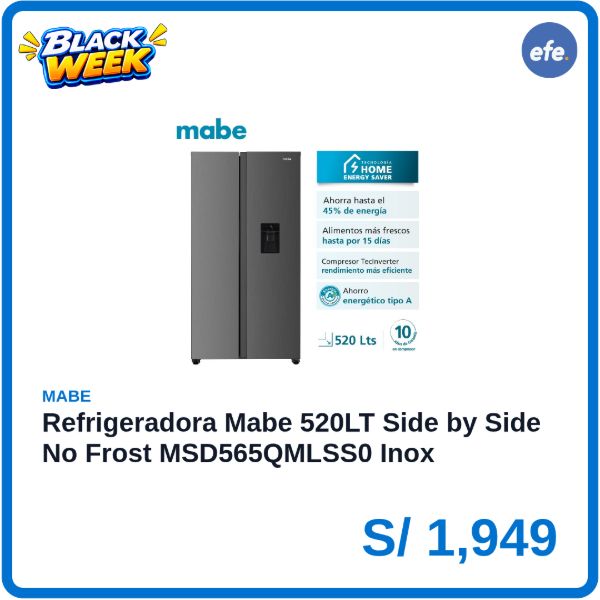 BLACK
WEEK
efe.
mabe
TECNOLOGÍA
HOME
ENERGY SAVER
Ahorra hasta el
45% de energía
Alimentos más frescos
hasta por 15 días
Compresor TecInverter
rendimiento más eficiente
Ahorro
energético tipo A
520 Lts
10
en compresor
MABE
Refrigeradora Mabe 520LT Side by Side
No Frost MSD565QMLSS0 Inox
S/ 1,949